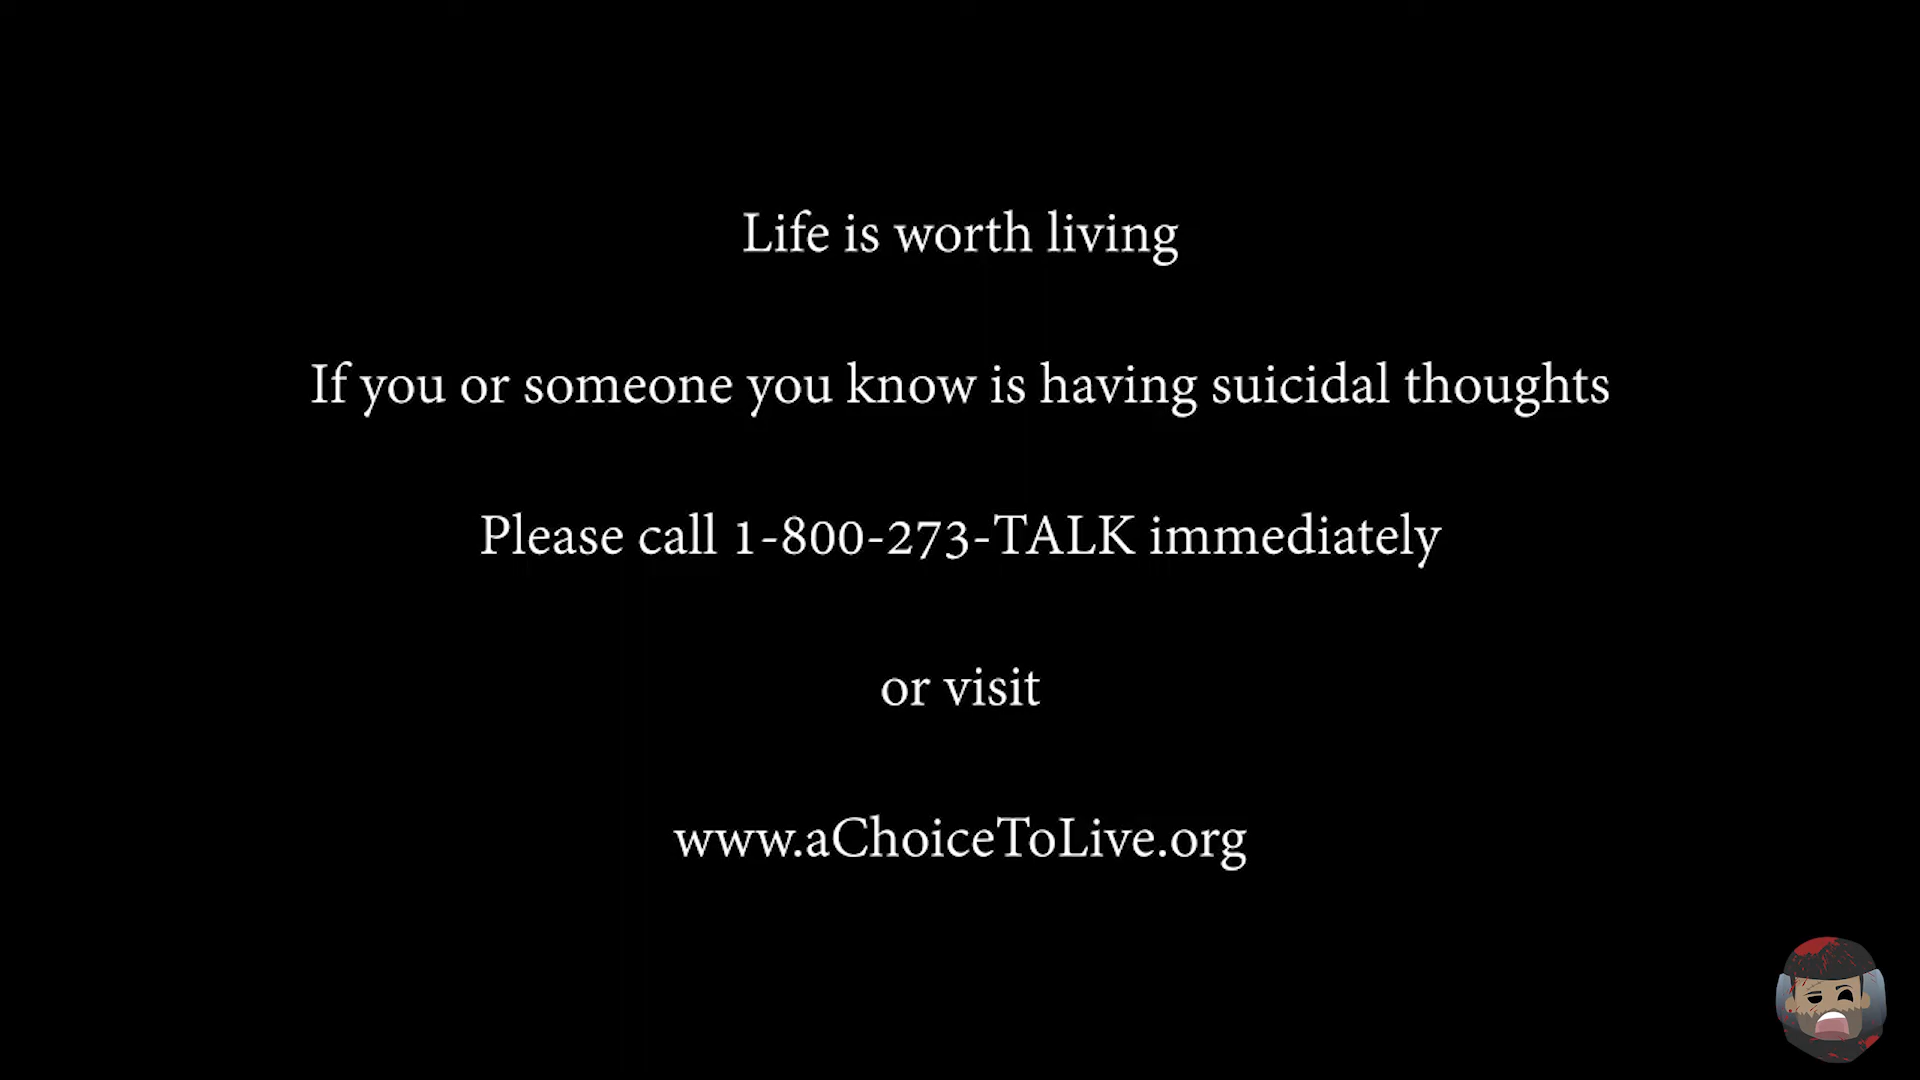 Life is worth living
If you or someone you know is having suicidal thoughts
Please call 1-800-273-TALK immediately
or visit
www.aChoiceToLive.org